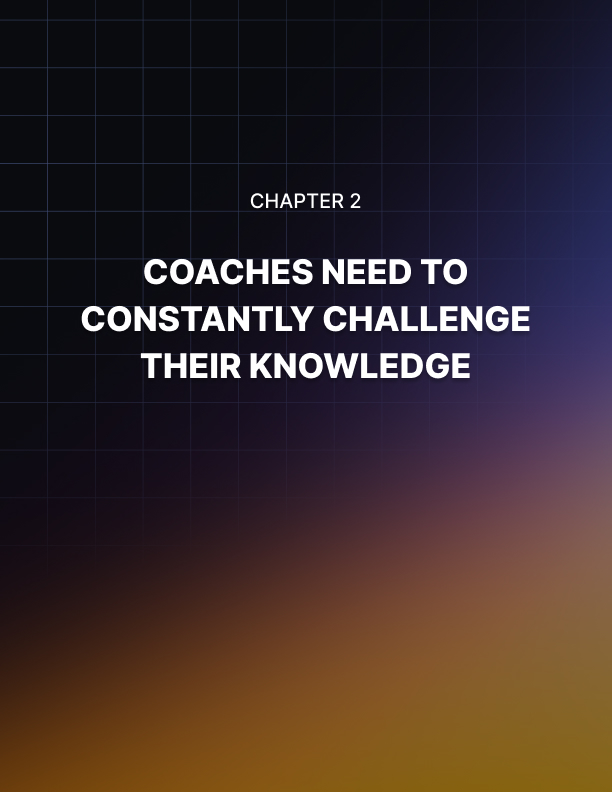 CHAPTER 2
COACHES NEED TO
CONSTANTLY CHALLENGE
THEIR KNOWLEDGE